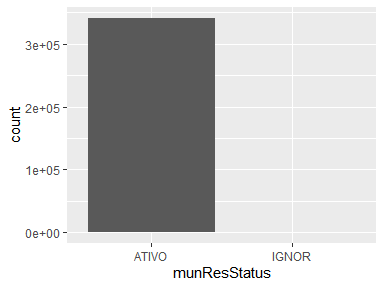 count
3e+05
2e+05
1e+05
0e+00
ATIVO IGNOR
munResStatus